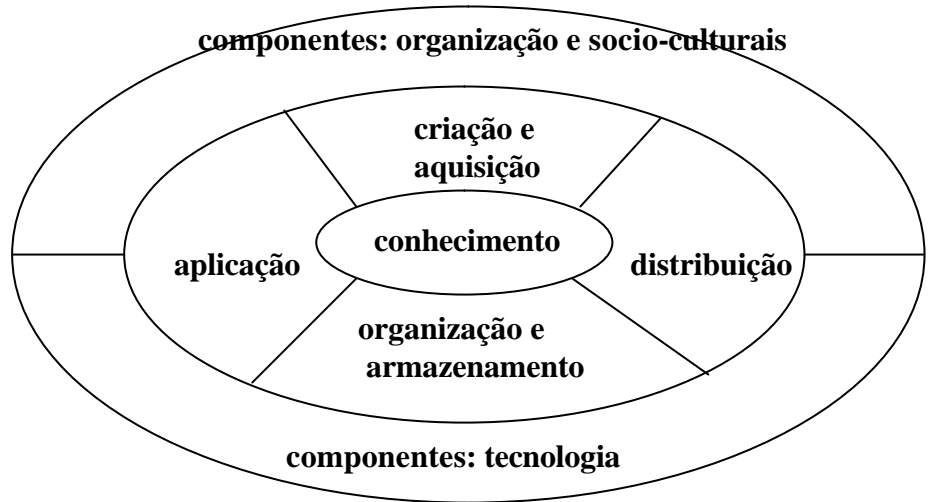 componentes: organização e socio-culturais
criação e
aquisição
conhecimento
aplicação
distribuição
organização e
armazenamento
componentes: tecnologia